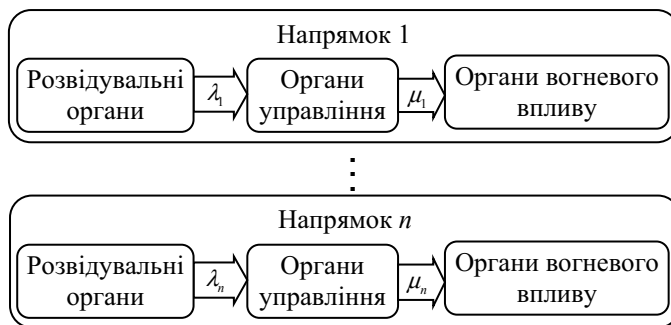 Напрямок 1
Розвідувальні
органи
λ₁
Органи
управління
μ₁
Органи вогневого
впливу
⋮
Напрямок n
Розвідувальні
органи
λₙ
Органи
управління
μₙ
Органи вогневого
впливу